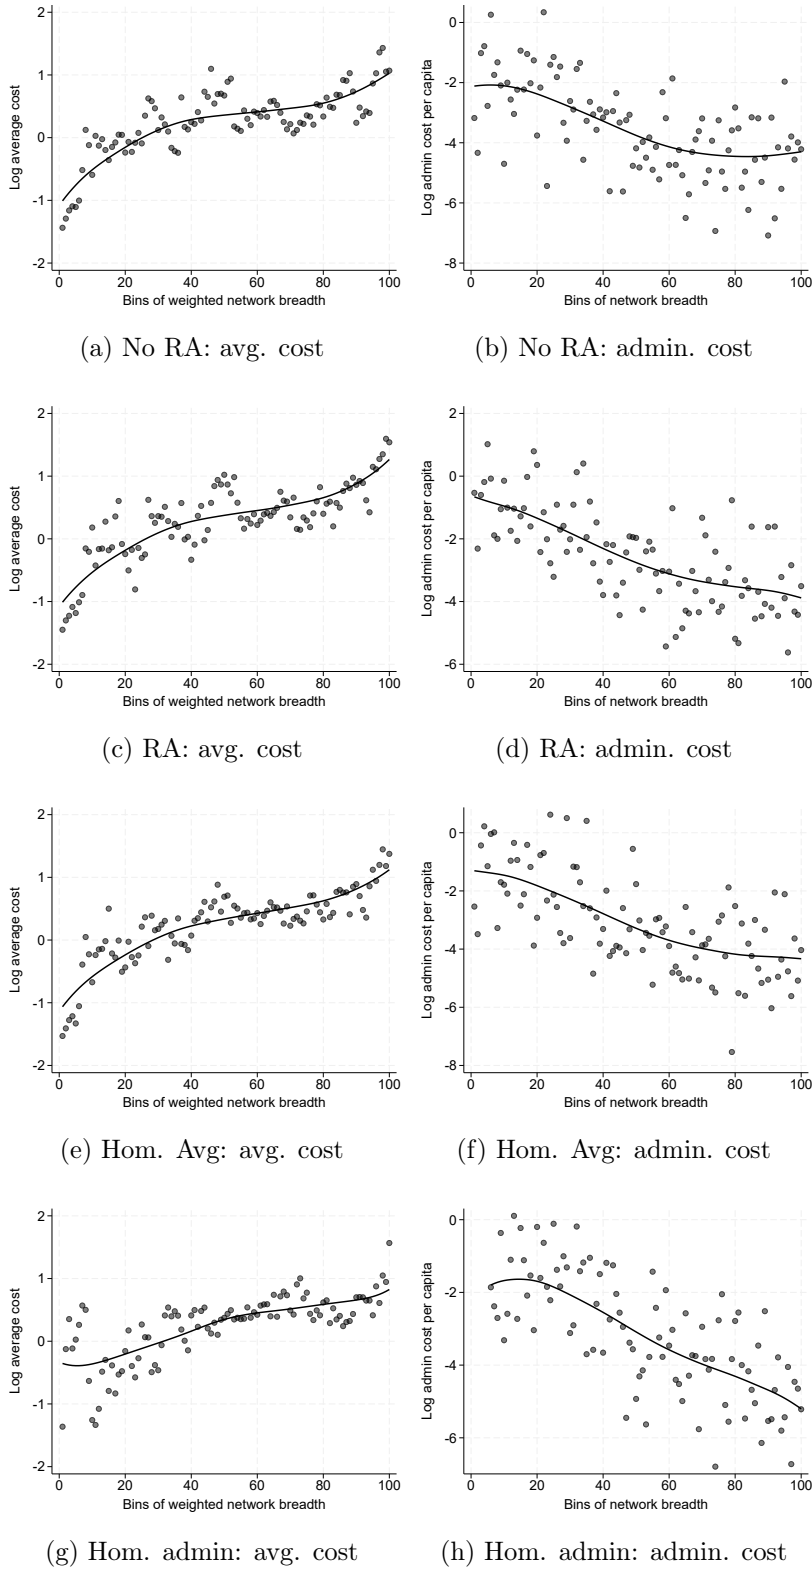 2
1
0
-1
-2
Log average cost
0 20 40 60 80 100
Bins of weighted network breadth
(a) No RA: avg. cost
0
-2
-4
-6
-8
Log admin cost per capita
0 20 40 60 80 100
Bins of network breadth
(b) No RA: admin. cost
2
1
0
-1
-2
Log average cost
0 20 40 60 80 100
Bins of weighted network breadth
(c) RA: avg. cost
2
0
-2
-4
-6
Log admin cost per capita
0 20 40 60 80 100
Bins of network breadth
(d) RA: admin. cost
2
1
0
-1
-2
Log average cost
0 20 40 60 80 100
Bins of weighted network breadth
(e) Hom. Avg: avg. cost
0
-2
-4
-6
-8
Log admin cost per capita
0 20 40 60 80 100
Bins of network breadth
(f) Hom. Avg: admin. cost
2
1
0
-1
-2
Log average cost
0 20 40 60 80 100
Bins of weighted network breadth
(g) Hom. admin: avg. cost
0
-2
-4
-6
Log admin cost per capita
0 20 40 60 80 100
Bins of network breadth
(h) Hom. admin: admin. cost